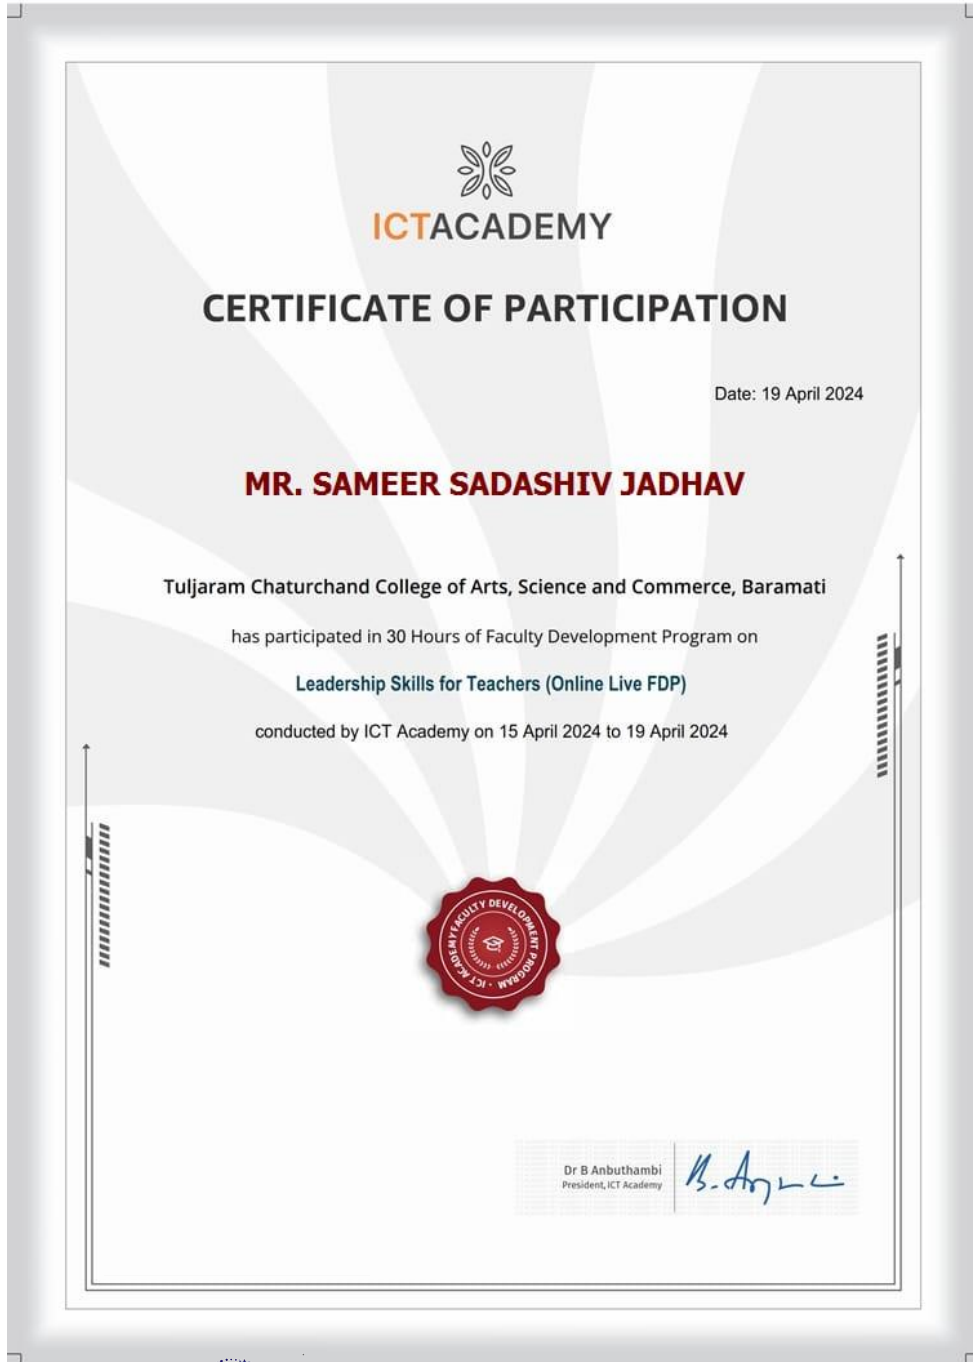 ICTACADEMY
CERTIFICATE OF PARTICIPATION
Date: 19 April 2024
MR. SAMEER SADASHIV JADHAV
Tuljaram Chaturchand College of Arts, Science and Commerce, Baramati
has participated in 30 Hours of Faculty Development Program on
Leadership Skills for Teachers (Online Live FDP)
conducted by ICT Academy on 15 April 2024 to 19 April 2024
ICT ACADEMY FACULTY DEVELOPMENT PROGRAM
Dr B Anbuthambi
President, ICT Academy